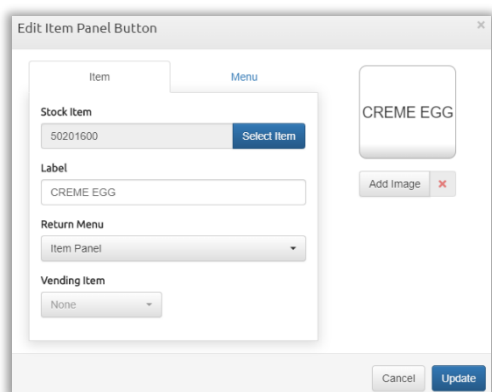 Edit Item Panel Button ×
Item Menu
Stock Item
50201600 Select Item
Label
CREME EGG
Return Menu
Item Panel
Vending Item
None
CREME EGG
Add Image ×
Cancel Update